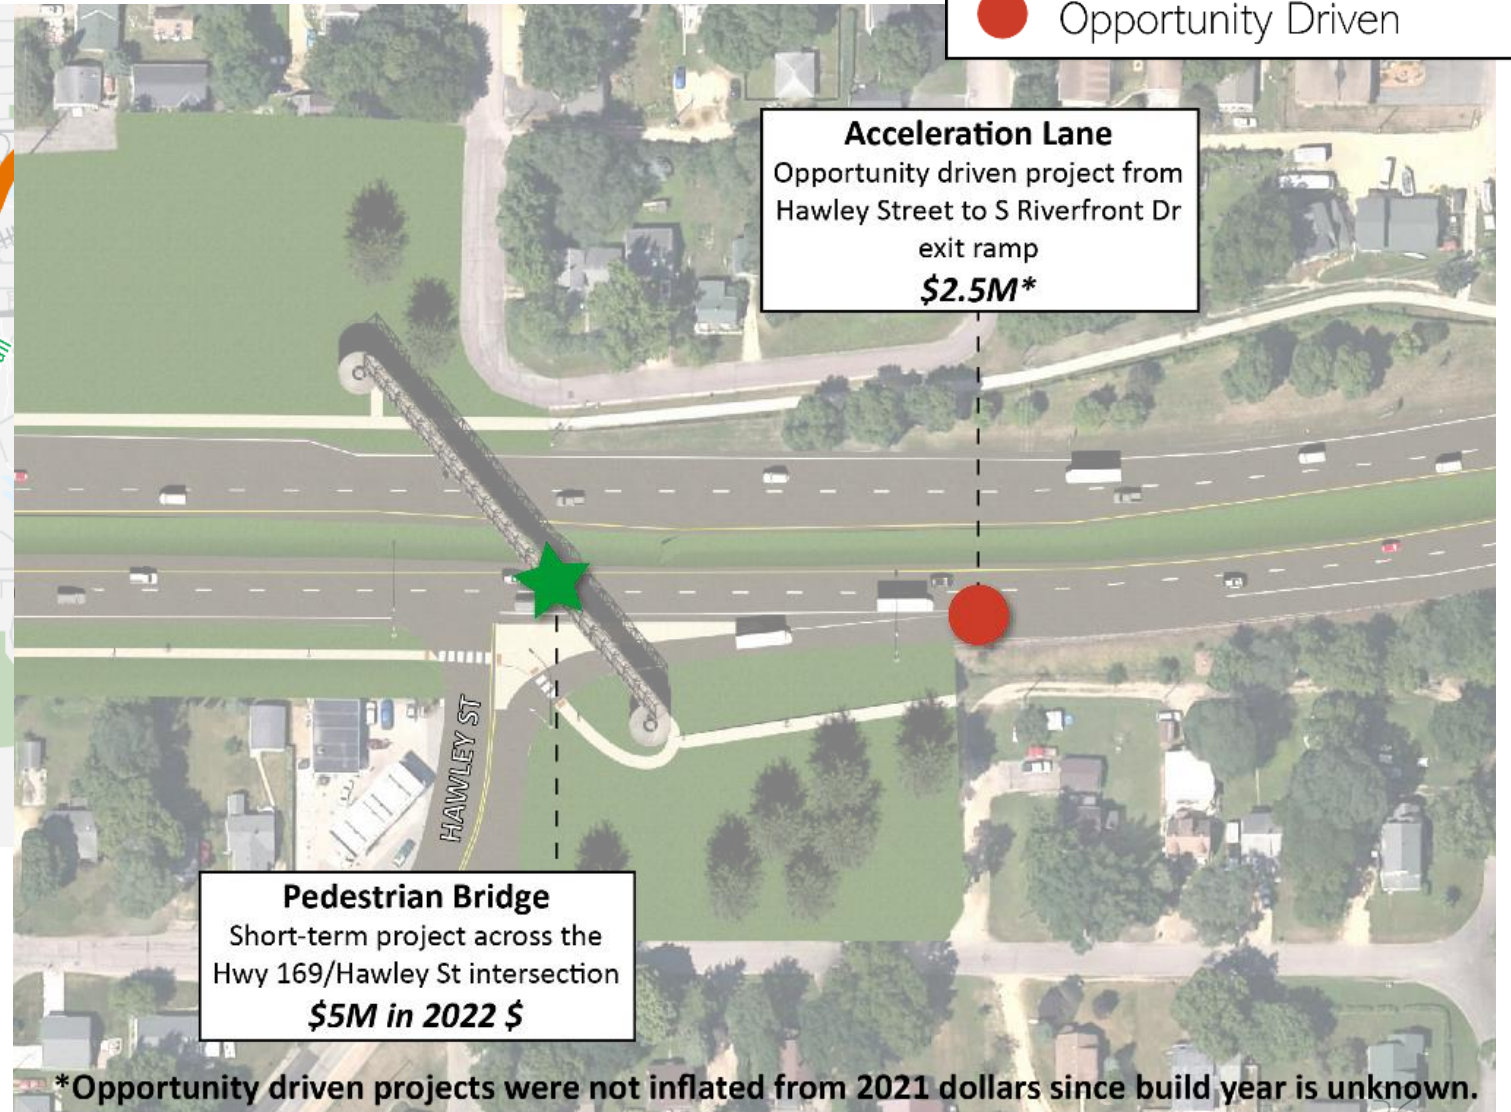 Opportunity Driven
Acceleration Lane
Opportunity driven project from
Hawley Street to S Riverfront Dr
exit ramp
$2.5M*
HAWLEY ST
Pedestrian Bridge
Short-term project across the
Hwy 169/Hawley St intersection
$5M in 2022 $
*Opportunity driven projects were not inflated from 2021 dollars since build year is unknown.